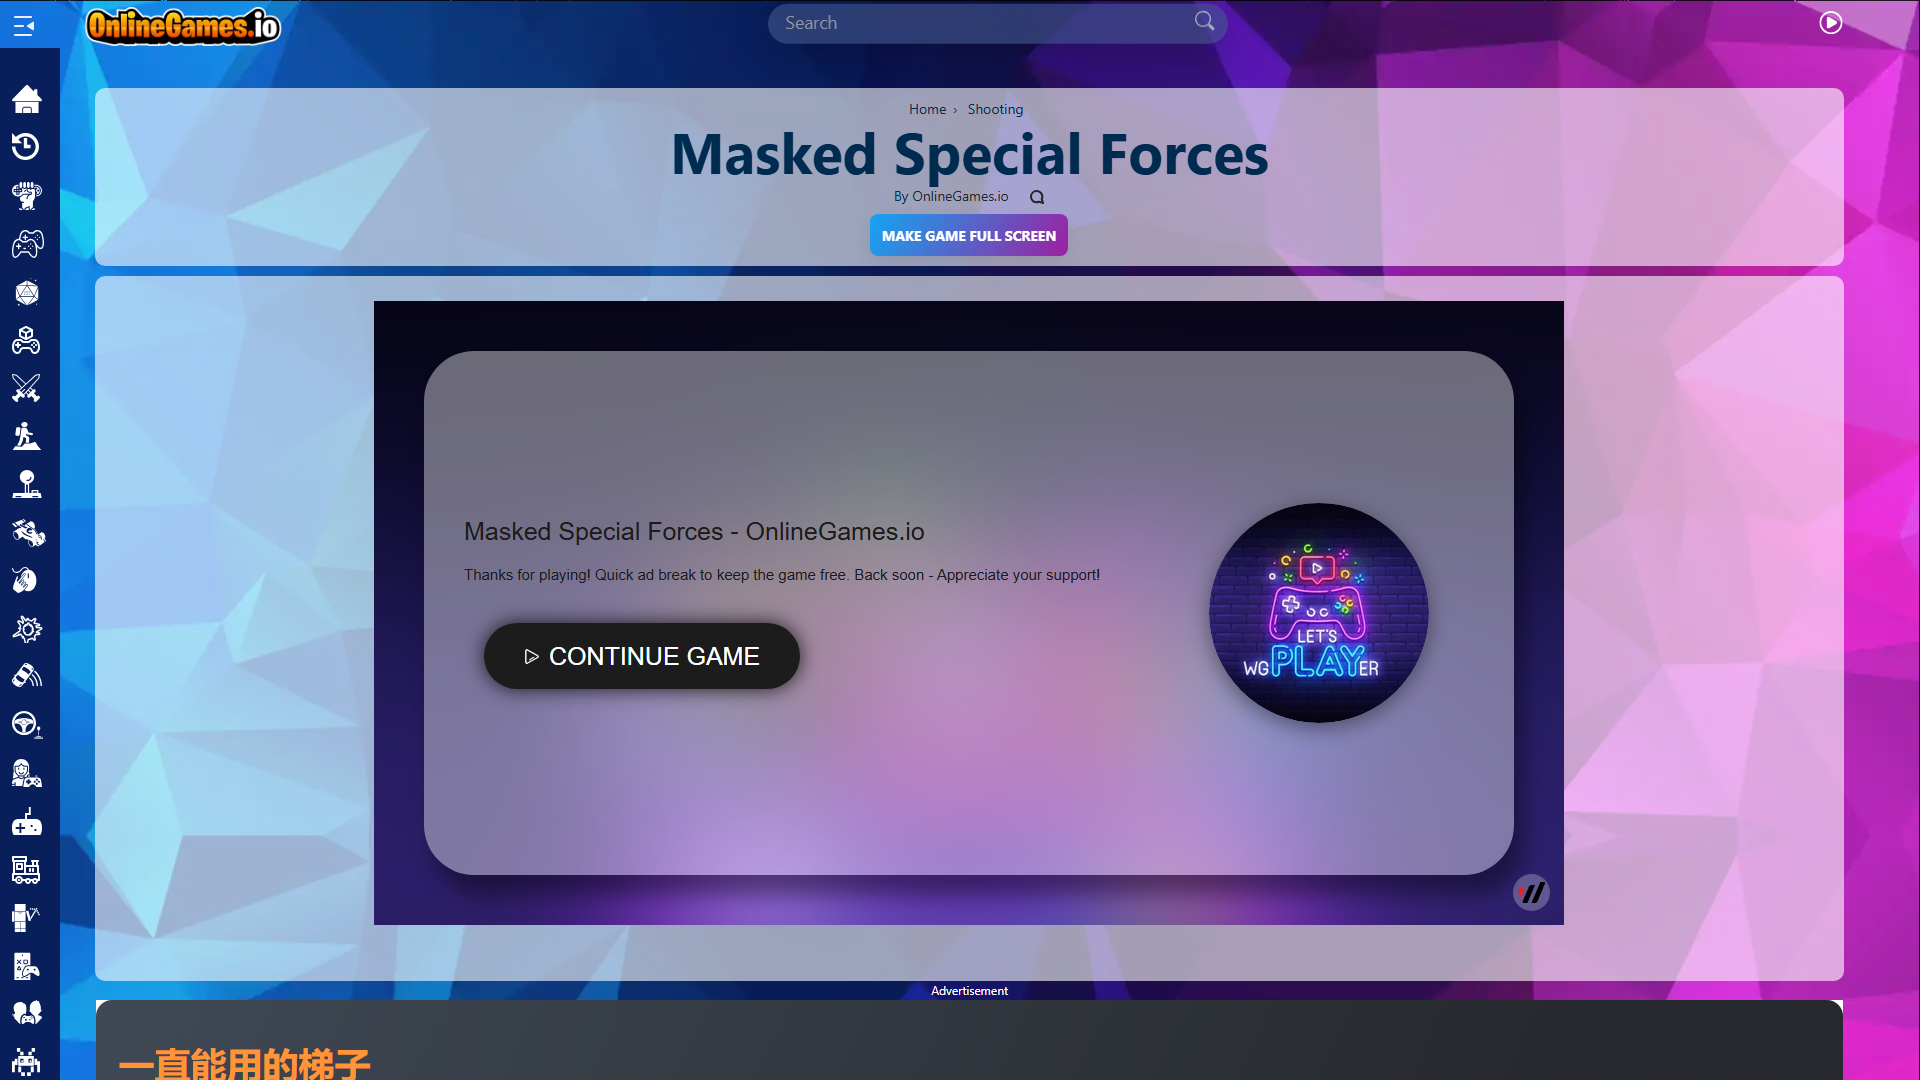 OnlineGames.io
Search
Home › Shooting
Masked Special Forces
By OnlineGames.io
MAKE GAME FULL SCREEN
Masked Special Forces - OnlineGames.io
Thanks for playing! Quick ad break to keep the game free. Back soon - Appreciate your support!
CONTINUE GAME
LET'S
WGPLAYER
Advertisement
一直能用的梯子